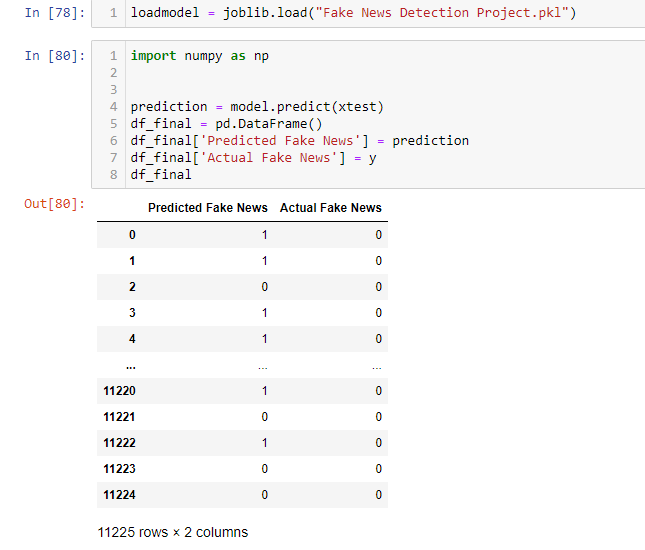 In [78]: 1 loadmodel = joblib.load("Fake News Detection Project.pkl")
In [80]: 1 import numpy as np
2
3
4 prediction = model.predict(xtest)
5 df_final = pd.DataFrame()
6 df_final['Predicted Fake News'] = prediction
7 df_final['Actual Fake News'] = y
8 df_final
Out[80]:
Predicted Fake News Actual Fake News
0 1 0
1 1 0
2 0 0
3 1 0
4 1 0
... ... ...
11220 1 0
11221 0 0
11222 1 0
11223 0 0
11224 0 0
11225 rows × 2 columns